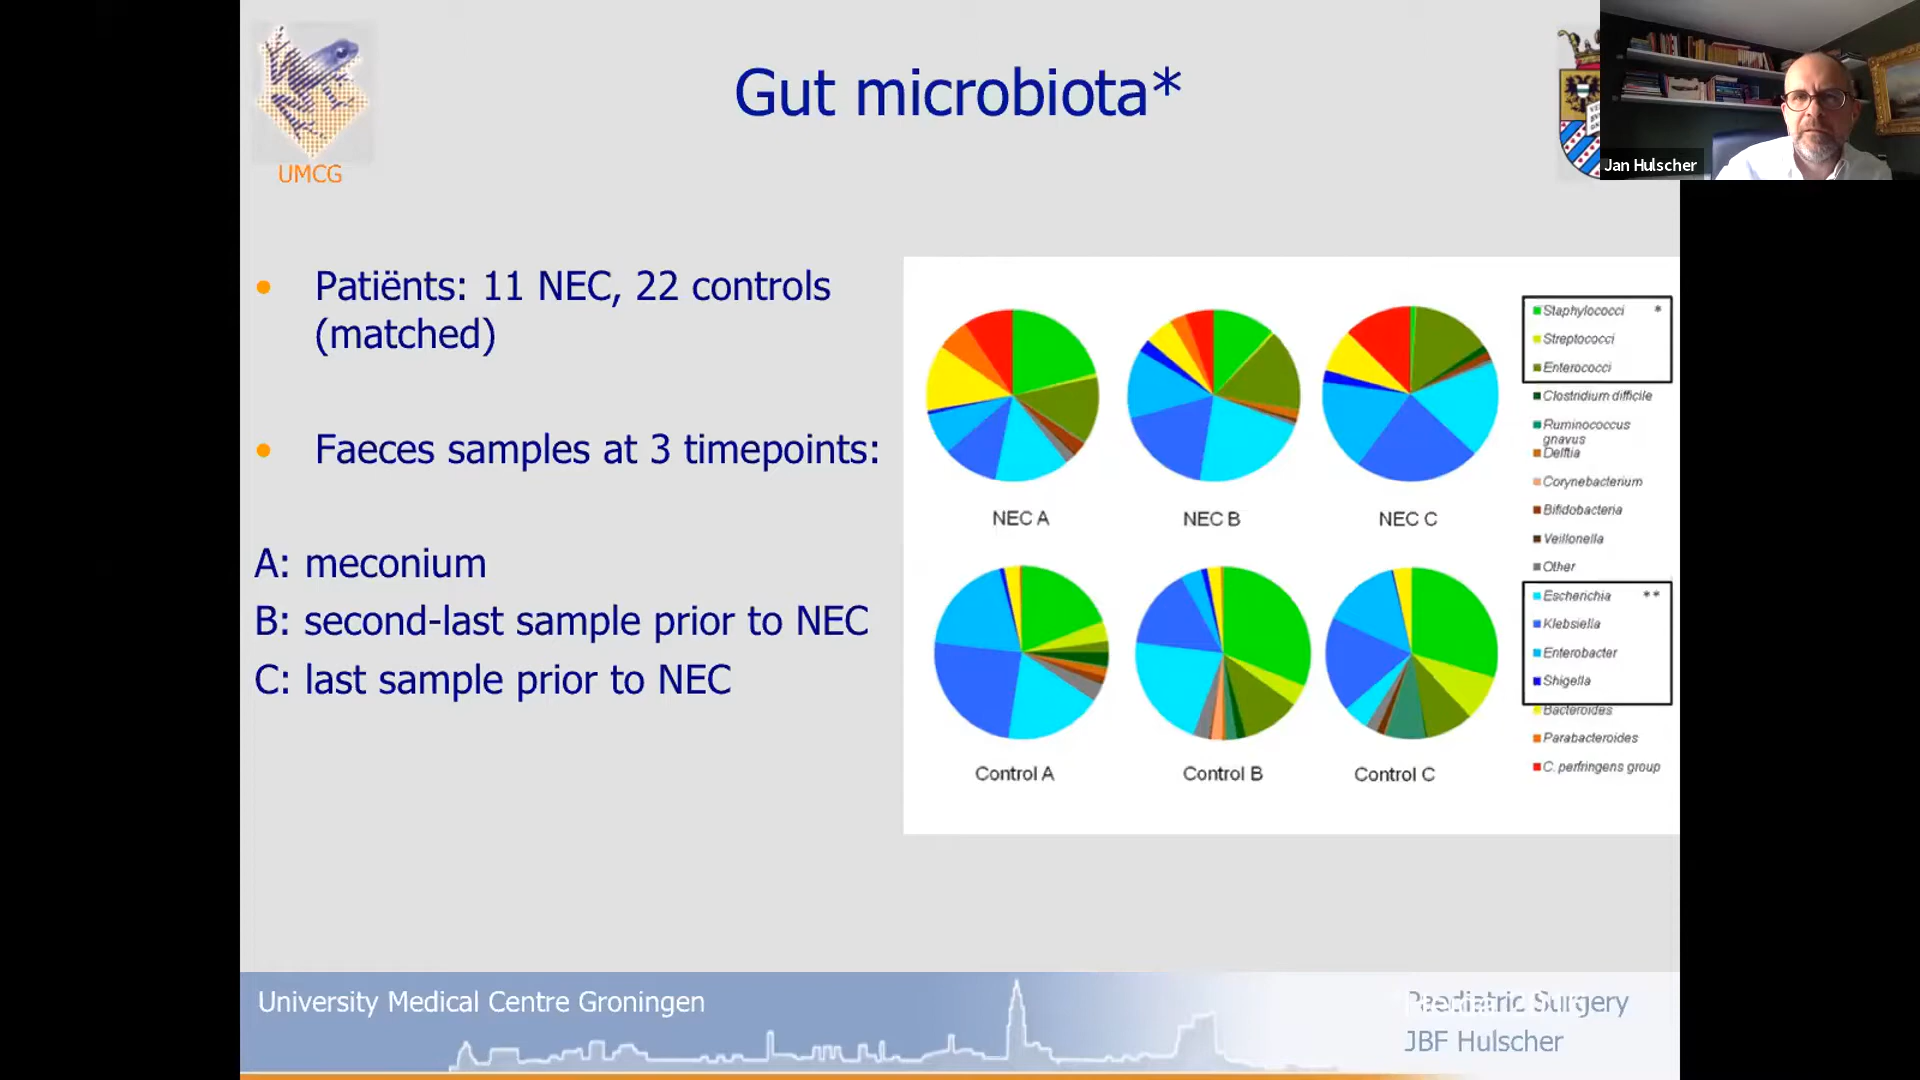 Gut microbiota*
UMCG
Jan Hulscher
• Patiënts: 11 NEC, 22 controls
(matched)
• Faeces samples at 3 timepoints:
A: meconium
B: second-last sample prior to NEC
C: last sample prior to NEC
NEC A
NEC B
NEC C
Control A
Control B
Control C
Staphylococci *
Streptococci
Enterococci
Clostridium difficile
Ruminococcus
gnavus
Delftia
Corynebacterium
Bifidobacteria
Veillonella
Other
Escherichia **
Klebsiella
Enterobacter
Shigella
Bacteroides
Parabacteroides
C. perfringens group
University Medical Centre Groningen
Paediatric Surgery
JBF Hulscher